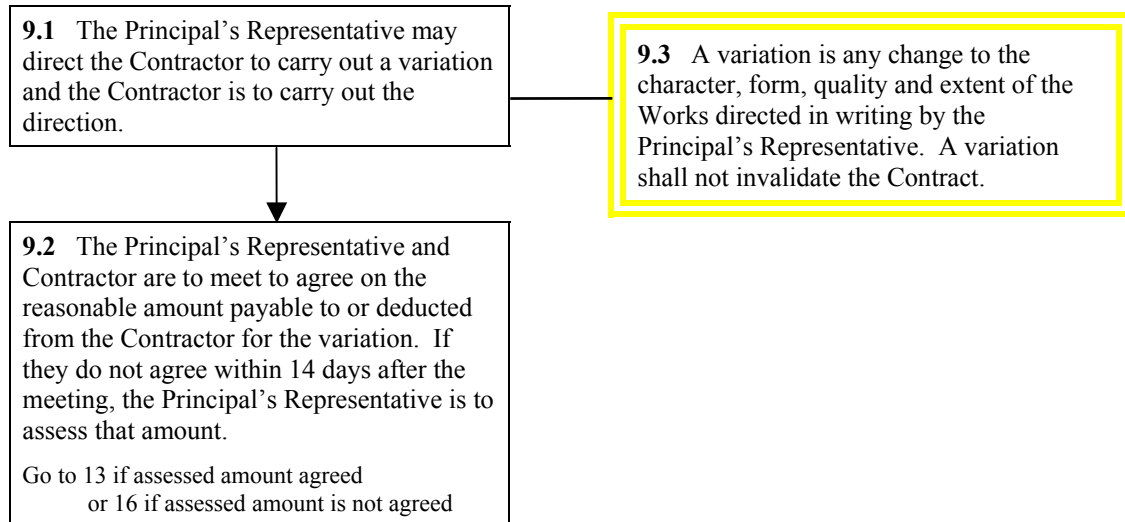 9.1 The Principal’s Representative may
direct the Contractor to carry out a variation
and the Contractor is to carry out the
direction.
9.3 A variation is any change to the
character, form, quality and extent of the
Works directed in writing by the
Principal’s Representative. A variation
shall not invalidate the Contract.
9.2 The Principal’s Representative and
Contractor are to meet to agree on the
reasonable amount payable to or deducted
from the Contractor for the variation. If
they do not agree within 14 days after the
meeting, the Principal’s Representative is to
assess that amount.
Go to 13 if assessed amount agreed
or 16 if assessed amount is not agreed